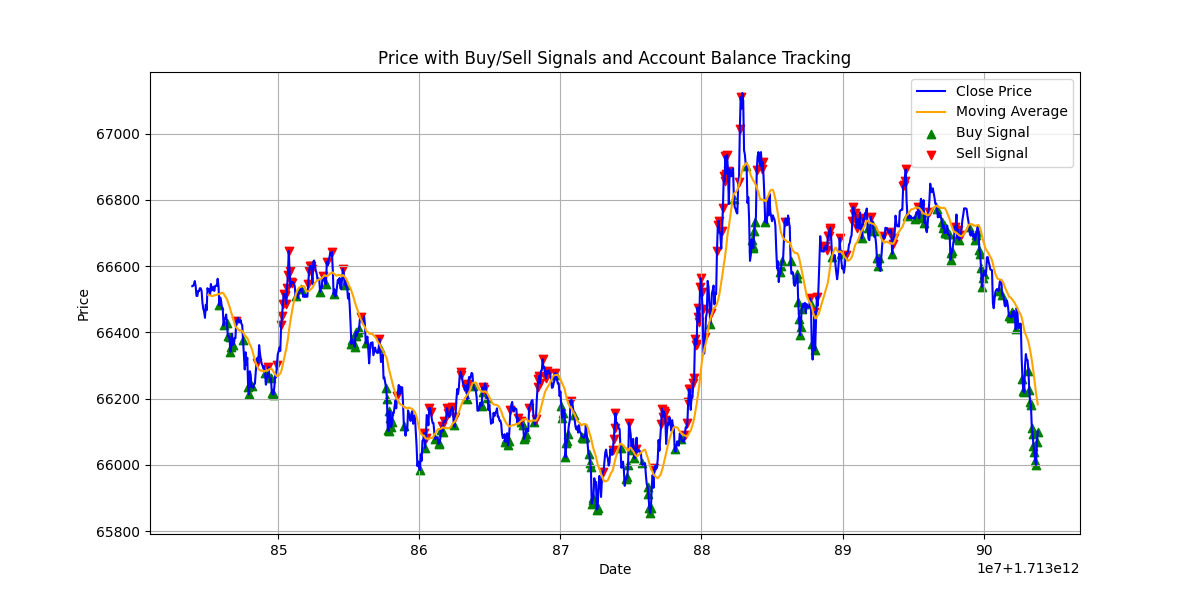 Price with Buy/Sell Signals and Account Balance Tracking
Close Price
Moving Average
Buy Signal
Sell Signal
67000
66800
66600
66400
66200
66000
65800
Price
85 86 87 88 89 90
Date
1e7+1.713e12